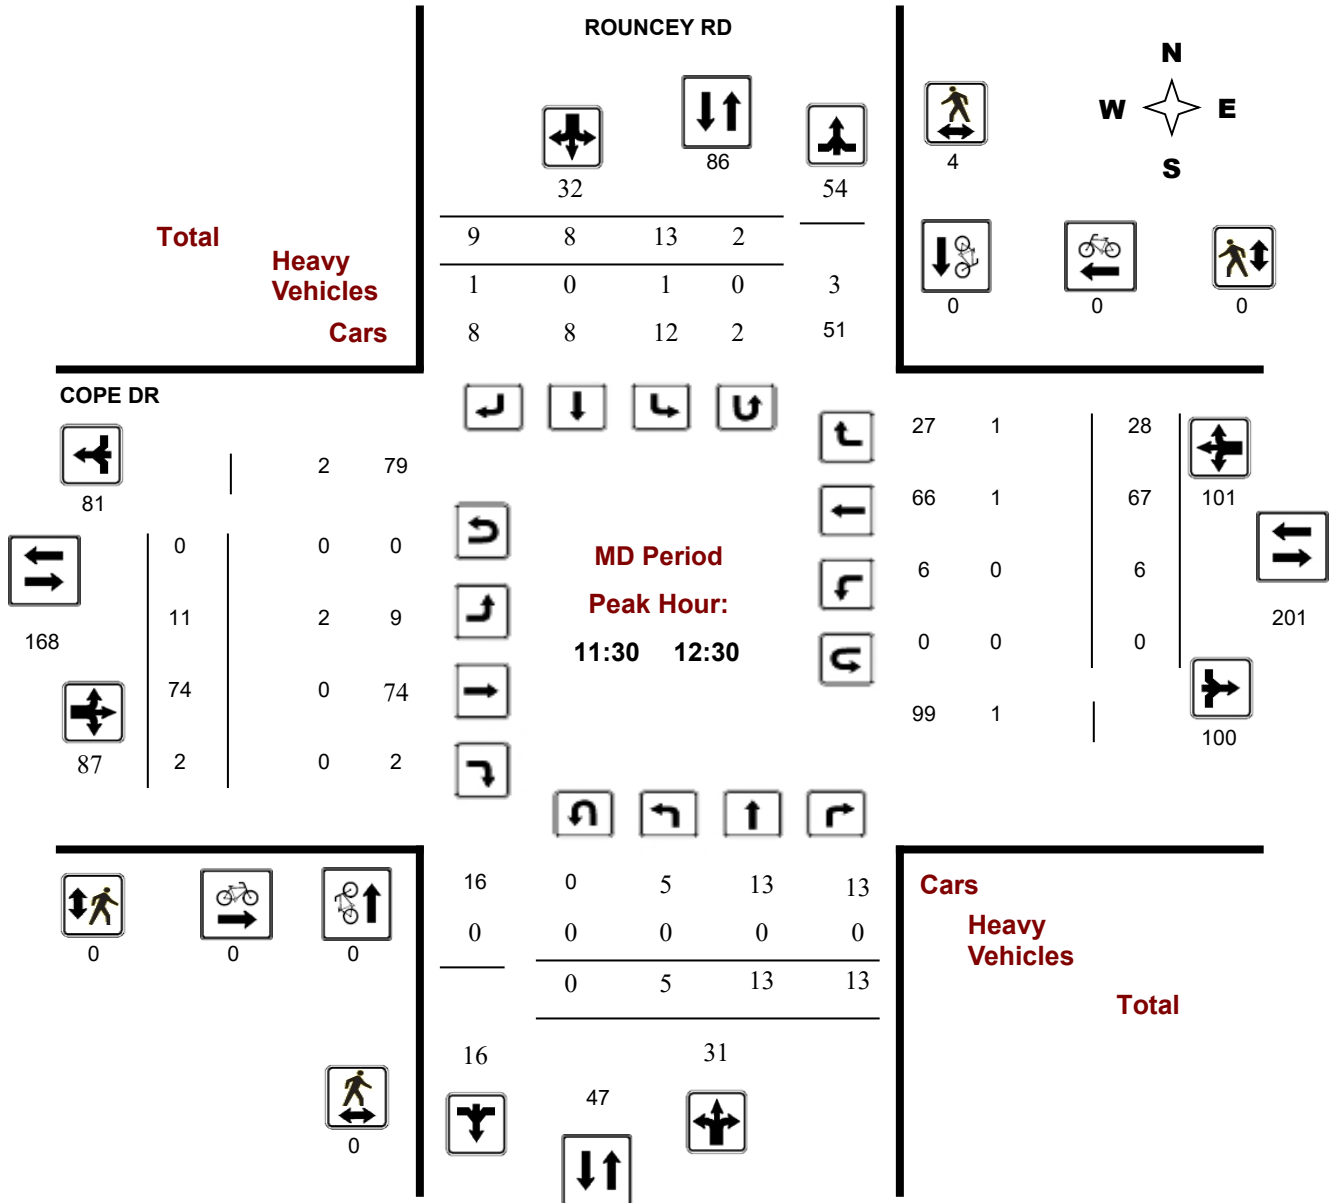 ROUNCEY RD
N
W E
S
86
4
32 54
Total 9 8 13 2
Heavy
Vehicles 1 0 1 0 3
0 0 0
Cars 8 8 12 2 51
COPE DR
27 1 28
2 79
81
66 1 67 101
0 0 0
MD Period
6 0 6
Peak Hour:
11 2 9
201
168
11:30 12:30
0 0 0
74 0 74
99 1
100
87 2 0 2
16 0 5 13 13 Cars
0 0 0 0 0 Heavy
Vehicles
0 0 0
0 5 13 13
Total
16 31
47
0